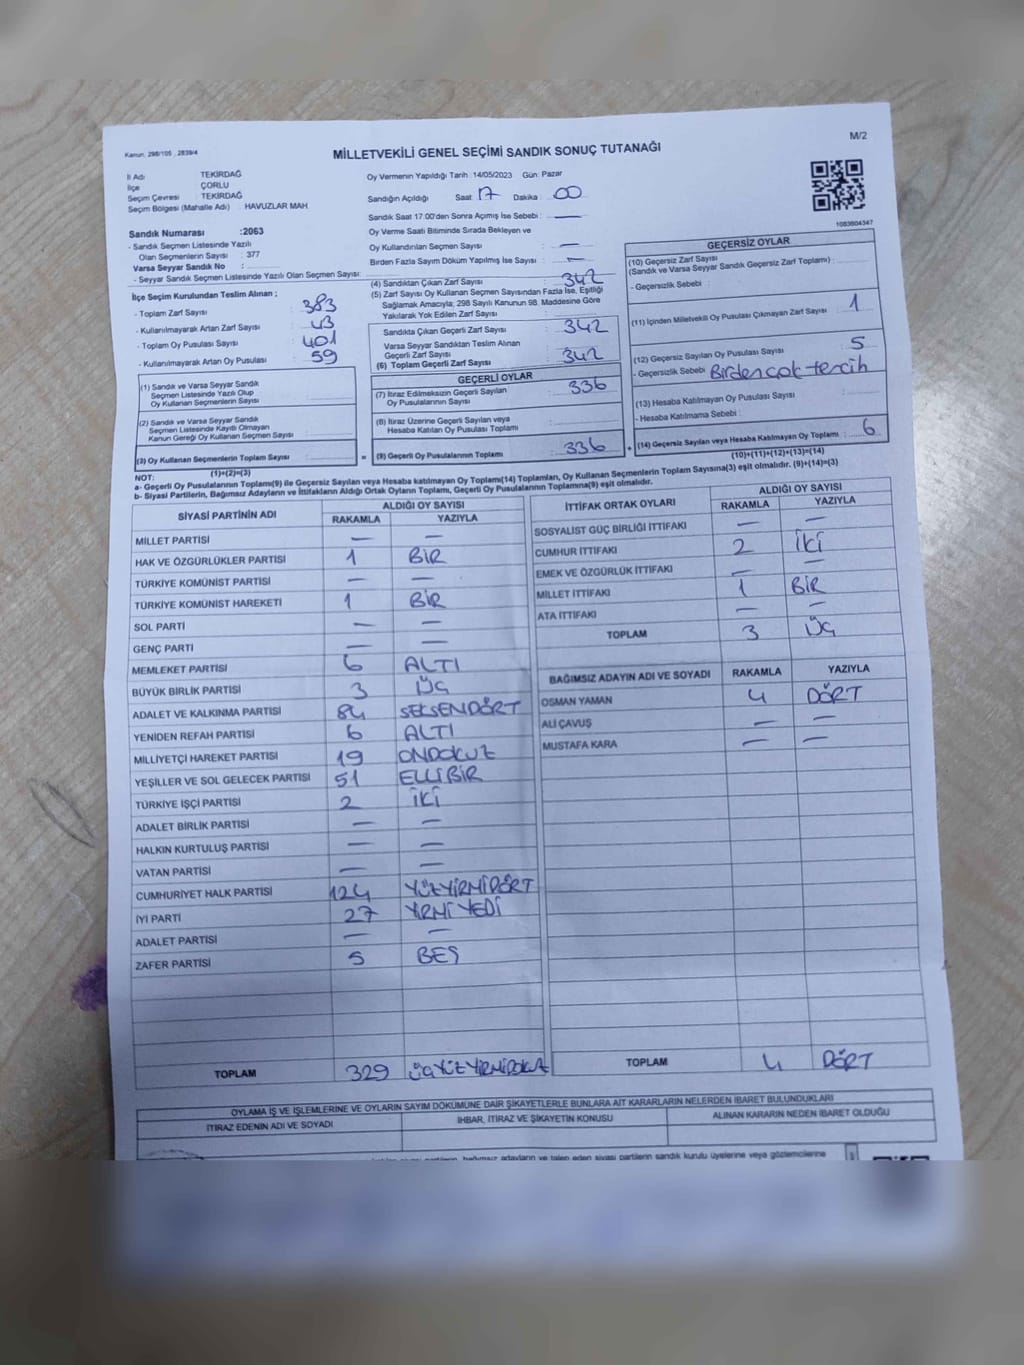 Kanun: 298/105 , 2839/4
M/2
MİLLETVEKİLİ GENEL SEÇİMİ SANDIK SONUÇ TUTANAĞI
İl Adı TEKİRDAĞ
İlçe ÇORLU
Seçim Çevresi : TEKİRDAĞ
Seçim Bölgesi (Mahalle Adı) : HAVUZLAR MAH.
Sandık Numarası :2063
- Sandık Seçmen Listesinde Yazılı
Olan Seçmenlerin Sayısı : 377
Varsa Seyyar Sandık No :
- Seyyar Sandık Seçmen Listesinde Yazılı Olan Seçmen Sayısı:
Oy Vermenin Yapıldığı Tarih :14/05/2023 Gün: Pazar
Sandığın Açıldığı Saat: 17 Dakika : 00
Sandık Saat 17.00'den Sonra Açımış İse Sebebi : —
Oy Verme Saati Bitiminde Sırada Bekleyen ve
Oy Kullandırılan Seçmen Sayısı : —
Birden Fazla Sayım Döküm Yapılmış İse Sayısı : —
1083604347
İlçe Seçim Kurulundan Teslim Alınan ;
- Toplam Zarf Sayısı : 383
- Kullanılmayarak Artan Zarf Sayısı : 43
- Toplam Oy Pusulası Sayısı : 401
- Kullanılmayarak Artan Oy Pusulası : 59
(4) Sandıktan Çıkan Zarf Sayısı : 342
(5) Zarf Sayısı Oy Kullanan Seçmen Sayısından Fazla İse, Eşitliği
Sağlamak Amacıyla; 298 Sayılı Kanunun 98. Maddesine Göre
Yakılarak Yok Edilen Zarf Sayısı :
Sandıkta Çıkan Geçerli Zarf Sayısı : 342
Varsa Seyyar Sandıktan Teslim Alınan
Geçerli Zarf Sayısı :
(6) Toplam Geçerli Zarf Sayısı : 342
GEÇERSİZ OYLAR
(10) Geçersiz Zarf Sayısı
(Sandık ve Varsa Seyyar Sandık Geçersiz Zarf Toplamı) :
- Geçersizlik Sebebi :
(11) İçinden Milletvekili Oy Pusulası Çıkmayan Zarf Sayısı : 1
(12) Geçersiz Sayılan Oy Pusulası Sayısı : 5
- Geçersizlik Sebebi : Birden çok tercih
(13) Hesaba Katılmayan Oy Pusulası Sayısı :
- Hesaba Katılmama Sebebi :
(14) Geçersiz Sayılan veya Hesaba Katılmayan Oy Toplamı : 6
(10)+(11)+(12)+(13)=(14)
(1) Sandık ve Varsa Seyyar Sandık
Seçmen Listesinde Yazılı Olup
Oy Kullanan Seçmenlerin Sayısı :
(2) Sandık ve Varsa Seyyar Sandık
Seçmen Listesinde Kayıtlı Olmayan
Kanun Gereği Oy Kullanan Seçmen Sayısı :
(3) Oy Kullanan Seçmenlerin Toplam Sayısı :
(1)+(2)=(3)
GEÇERLİ OYLAR
(7) İtiraz Edilmeksizin Geçerli Sayılan
Oy Pusulalarının Sayısı : 336
(8) İtiraz Üzerine Geçerli Sayılan veya
Hesaba Katılan Oy Pusulası Toplamı :
= (9) Geçerli Oy Pusulalarının Toplamı : 336 +
NOT:
a- Geçerli Oy Pusulalarının Toplamı(9) ile Geçersiz Sayılan veya Hesaba Katılmayan Oy Toplamı(14) Toplamları, Oy Kullanan Seçmenlerin Toplam Sayısına(3) eşit olmalıdır. (9)+(14)=(3)
b- Siyasi Partilerin, Bağımsız Adayların ve İttifakların Aldığı Ortak Oyların Toplamı, Geçerli Oy Pusulalarının Toplamına(9) eşit olmalıdır.
SİYASİ PARTİNİN ADI ALDIĞI OY SAYISI
RAKAMLA YAZIYLA
MİLLET PARTİSİ — —
HAK VE ÖZGÜRLÜKLER PARTİSİ 1 BİR
TÜRKİYE KOMÜNİST PARTİSİ — —
TÜRKİYE KOMÜNİST HAREKETİ 1 BİR
SOL PARTİ — —
GENÇ PARTİ — —
MEMLEKET PARTİSİ 6 ALTI
BÜYÜK BİRLİK PARTİSİ 3 ÜÇ
ADALET VE KALKINMA PARTİSİ 84 SEKSENDÖRT
YENİDEN REFAH PARTİSİ 6 ALTI
MİLLİYETÇİ HAREKET PARTİSİ 19 ONDOKUZ
YEŞİLLER VE SOL GELECEK PARTİSİ 51 ELLİBİR
TÜRKİYE İŞÇİ PARTİSİ 2 İKİ
ADALET BİRLİK PARTİSİ — —
HALKIN KURTULUŞ PARTİSİ — —
VATAN PARTİSİ — —
CUMHURİYET HALK PARTİSİ 124 YÜZYİRMİDÖRT
İYİ PARTİ 27 YİRMİ YEDİ
ADALET PARTİSİ — —
ZAFER PARTİSİ 5 BEŞ
TOPLAM 329 ÜÇYÜZYİRMİDOKUZ
İTTİFAK ORTAK OYLARI ALDIĞI OY SAYISI
RAKAMLA YAZIYLA
SOSYALİST GÜÇ BİRLİĞİ İTTİFAKI — —
CUMHUR İTTİFAKI 2 İKİ
EMEK VE ÖZGÜRLÜK İTTİFAKI — —
MİLLET İTTİFAKI 1 BİR
ATA İTTİFAKI — —
TOPLAM 3 ÜÇ
BAĞIMSIZ ADAYIN ADI VE SOYADI RAKAMLA YAZIYLA
OSMAN YAMAN 4 DÖRT
ALİ ÇAVUŞ — —
MUSTAFA KARA — —
TOPLAM 4 DÖRT
OYLAMA İŞ VE İŞLEMLERİNE VE OYLARIN SAYIM DÖKÜMÜNE DAİR ŞİKAYETLERLE BUNLARA AİT KARARLARIN NELERDEN İBARET BULUNDUKLARI
İTİRAZ EDENİN ADI VE SOYADI İHBAR, İTİRAZ VE ŞİKAYETİN KONUSU ALINAN KARARIN NEDEN İBARET OLDUĞU
bağımsız adayların ve talep eden siyasi partilerin sandık kurulu üyelerine veya gözlemcilerine